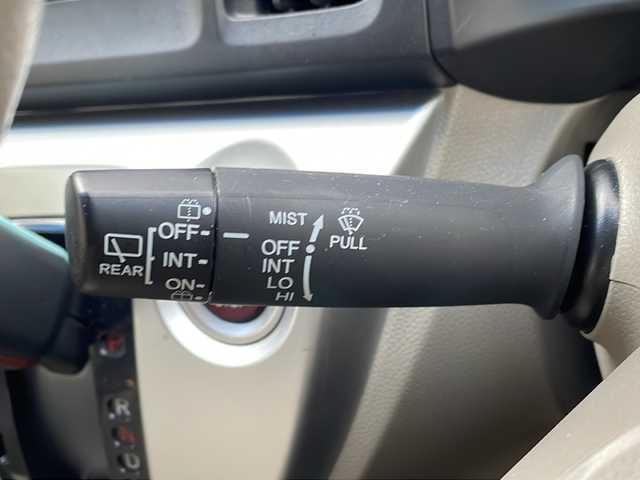 MIST
PULL
OFF
INT
LO
HI
OFF-
INT-
ON-
REAR
R
N